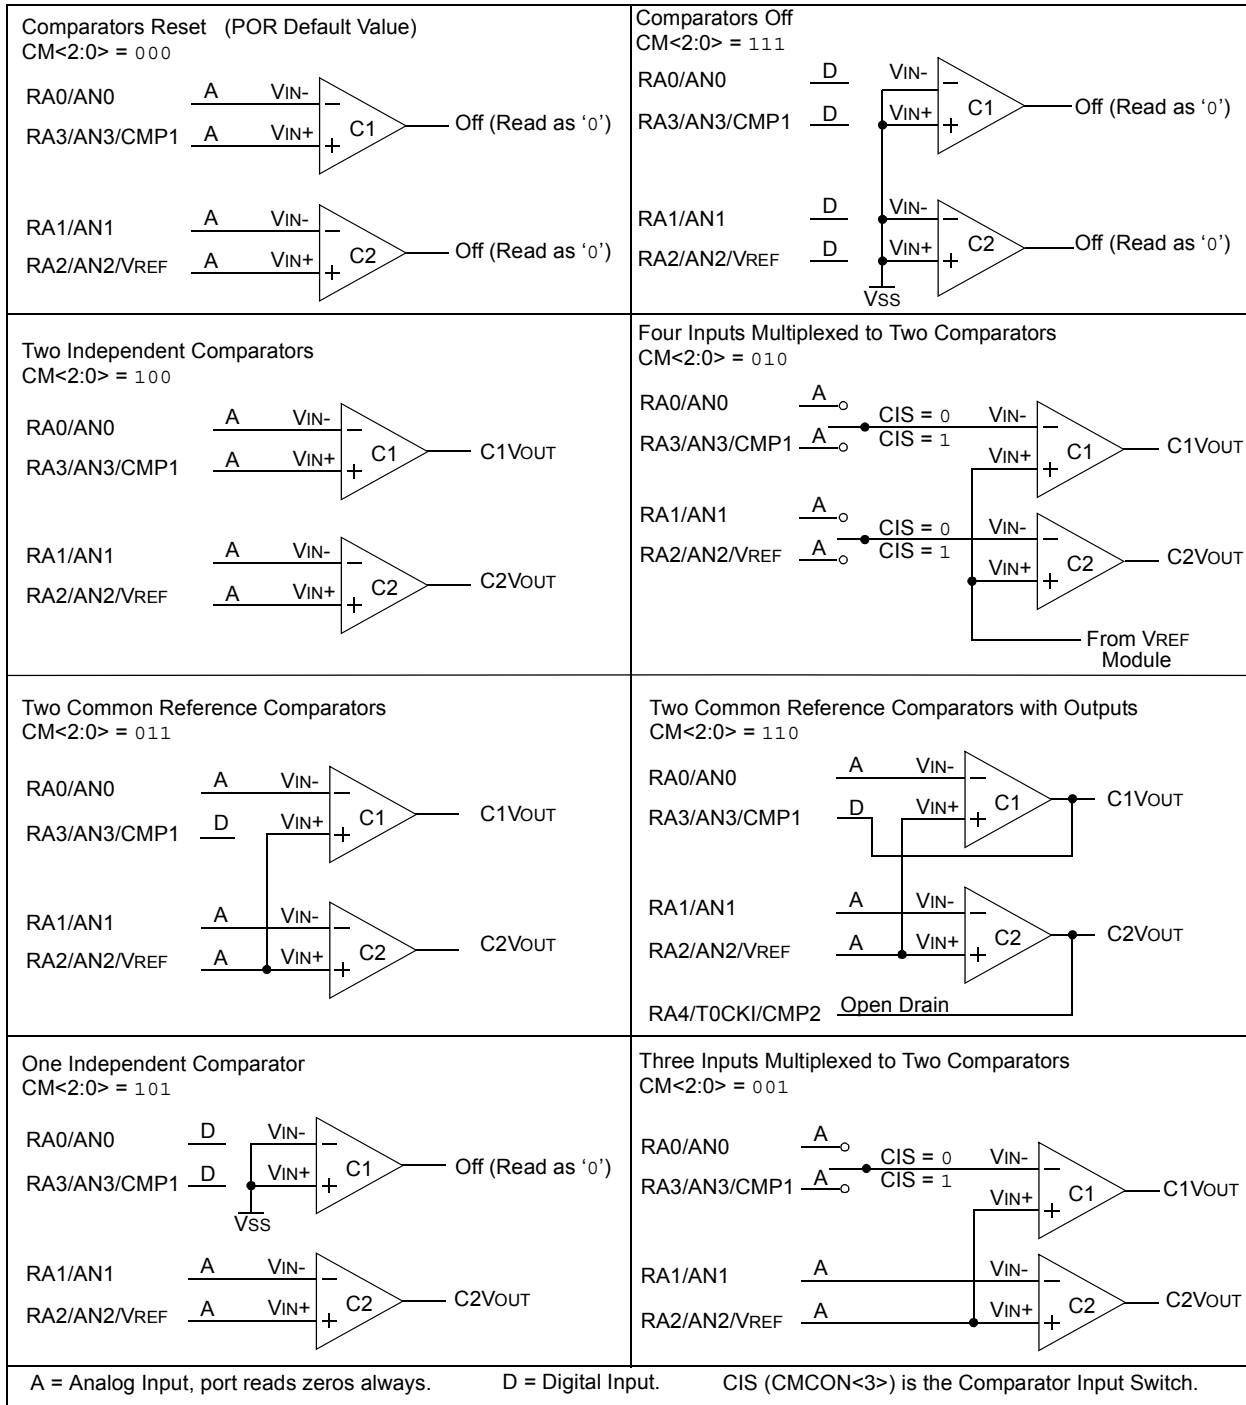 Comparators Reset (POR Default Value)
CM<2:0> = 000
RA0/AN0 A VIN- −
RA3/AN3/CMP1 A VIN+ + C1 Off (Read as ‘0’)
RA1/AN1 A VIN- −
RA2/AN2/VREF A VIN+ + C2 Off (Read as ‘0’)
Comparators Off
CM<2:0> = 111
RA0/AN0 D VIN- −
RA3/AN3/CMP1 D VIN+ + C1 Off (Read as ‘0’)
RA1/AN1 D VIN- −
RA2/AN2/VREF D VIN+ + C2 Off (Read as ‘0’)
VSS
Two Independent Comparators
CM<2:0> = 100
RA0/AN0 A VIN- −
RA3/AN3/CMP1 A VIN+ + C1 C1VOUT
RA1/AN1 A VIN- −
RA2/AN2/VREF A VIN+ + C2 C2VOUT
Four Inputs Multiplexed to Two Comparators
CM<2:0> = 010
RA0/AN0 A CIS = 0 VIN- −
RA3/AN3/CMP1 A CIS = 1 VIN+ + C1 C1VOUT
RA1/AN1 A CIS = 0 VIN- −
RA2/AN2/VREF A CIS = 1 VIN+ + C2 C2VOUT
From VREF
Module
Two Common Reference Comparators
CM<2:0> = 011
RA0/AN0 A VIN- −
RA3/AN3/CMP1 D VIN+ + C1 C1VOUT
RA1/AN1 A VIN- −
RA2/AN2/VREF A VIN+ + C2 C2VOUT
Two Common Reference Comparators with Outputs
CM<2:0> = 110
RA0/AN0 A VIN- −
RA3/AN3/CMP1 D VIN+ + C1 C1VOUT
RA1/AN1 A VIN- −
RA2/AN2/VREF A VIN+ + C2 C2VOUT
RA4/T0CKI/CMP2 Open Drain
One Independent Comparator
CM<2:0> = 101
RA0/AN0 D VIN- −
RA3/AN3/CMP1 D VIN+ + C1 Off (Read as ‘0’)
VSS
RA1/AN1 A VIN- −
RA2/AN2/VREF A VIN+ + C2 C2VOUT
Three Inputs Multiplexed to Two Comparators
CM<2:0> = 001
RA0/AN0 A CIS = 0 VIN- −
RA3/AN3/CMP1 A CIS = 1 VIN+ + C1 C1VOUT
RA1/AN1 A VIN- −
RA2/AN2/VREF A VIN+ + C2 C2VOUT
A = Analog Input, port reads zeros always. D = Digital Input. CIS (CMCON<3>) is the Comparator Input Switch.